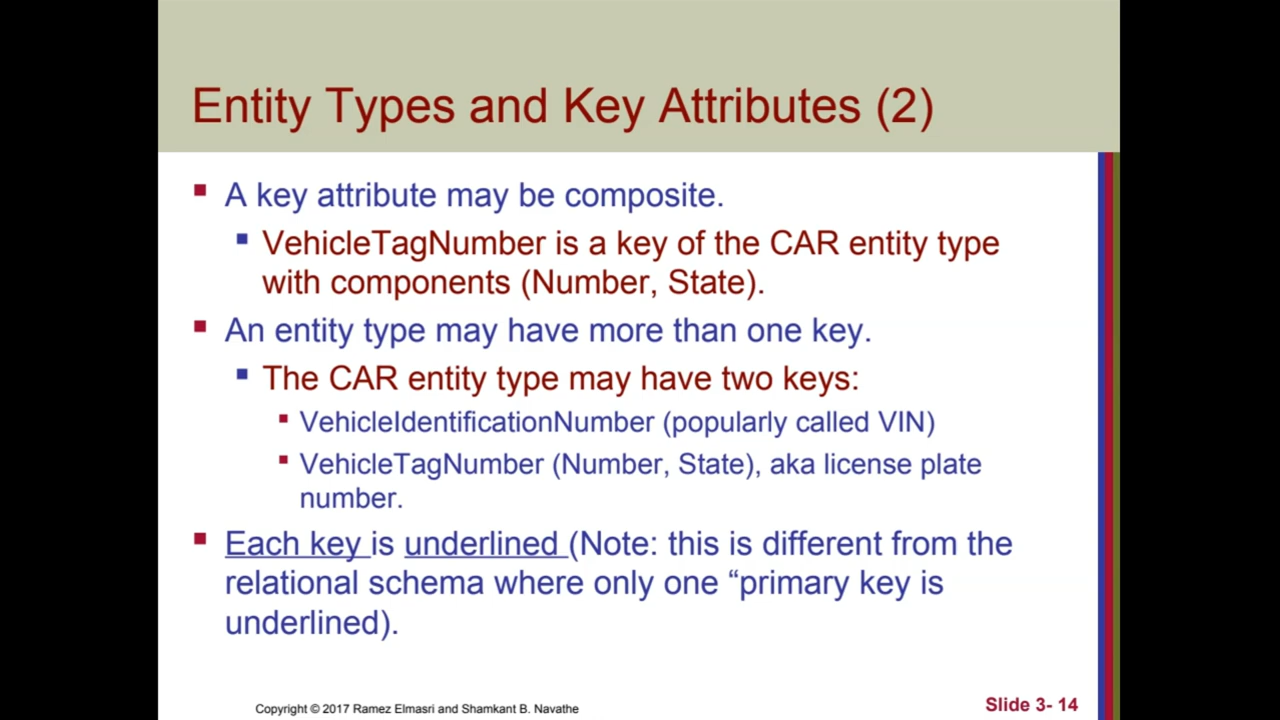 Entity Types and Key Attributes (2)
A key attribute may be composite.
VehicleTagNumber is a key of the CAR entity type
with components (Number, State).
An entity type may have more than one key.
The CAR entity type may have two keys:
VehicleIdentificationNumber (popularly called VIN)
VehicleTagNumber (Number, State), aka license plate
number.
Each key is underlined (Note: this is different from the
relational schema where only one “primary key is
underlined).
Copyright © 2017 Ramez Elmasri and Shamkant B. Navathe
Slide 3- 14